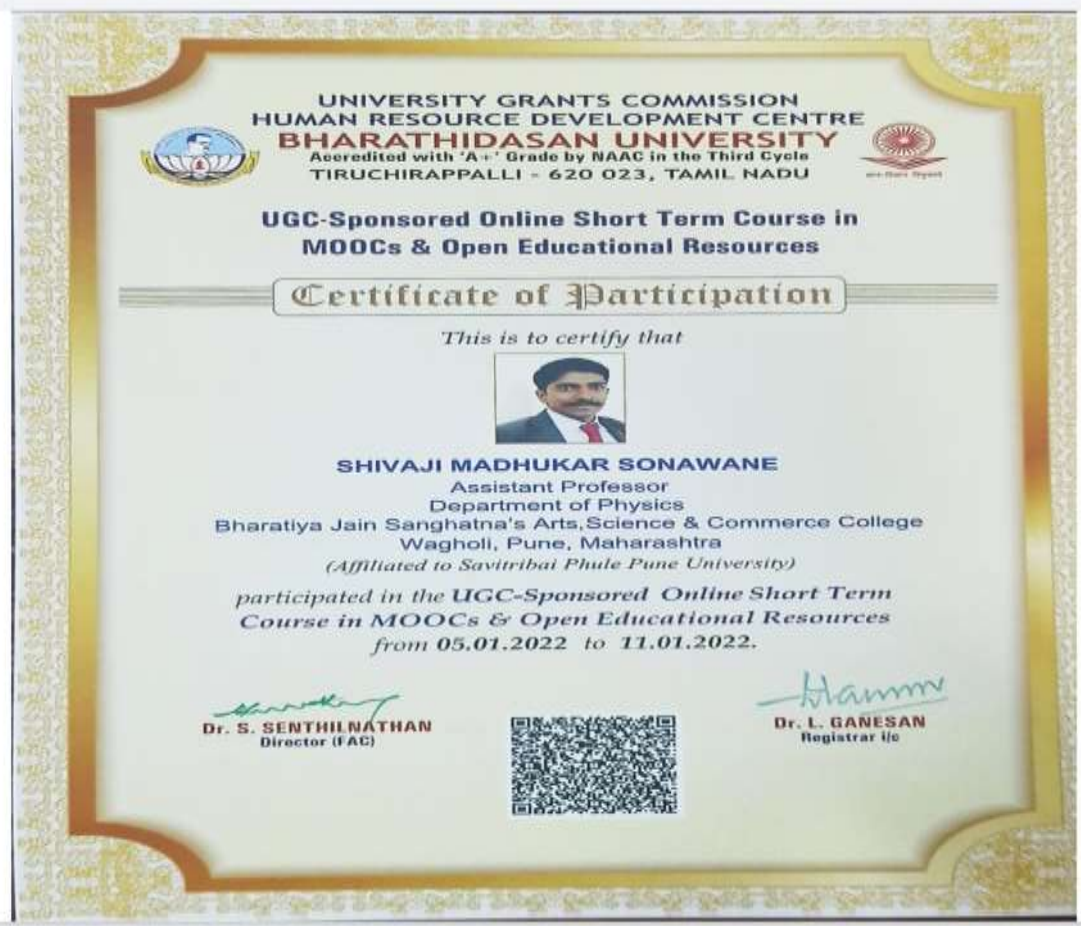 UNIVERSITY GRANTS COMMISSION
HUMAN RESOURCE DEVELOPMENT CENTRE
BHARATHIDASAN UNIVERSITY
Accredited with 'A+' Grade by NAAC in the Third Cycle
TIRUCHIRAPPALLI - 620 023, TAMIL NADU
UGC-Sponsored Online Short Term Course in
MOOCs & Open Educational Resources
Certificate of Participation
This is to certify that
SHIVAJI MADHUKAR SONAWANE
Assistant Professor
Department of Physics
Bharatiya Jain Sanghatna's Arts,Science & Commerce College
Wagholi, Pune, Maharashtra
(Affiliated to Savitribai Phule Pune University)
participated in the UGC-Sponsored Online Short Term
Course in MOOCs & Open Educational Resources
from 05.01.2022 to 11.01.2022.
Dr. S. SENTHILNATHAN
Director (FAC)
Dr. L. GANESAN
Registrar i/c